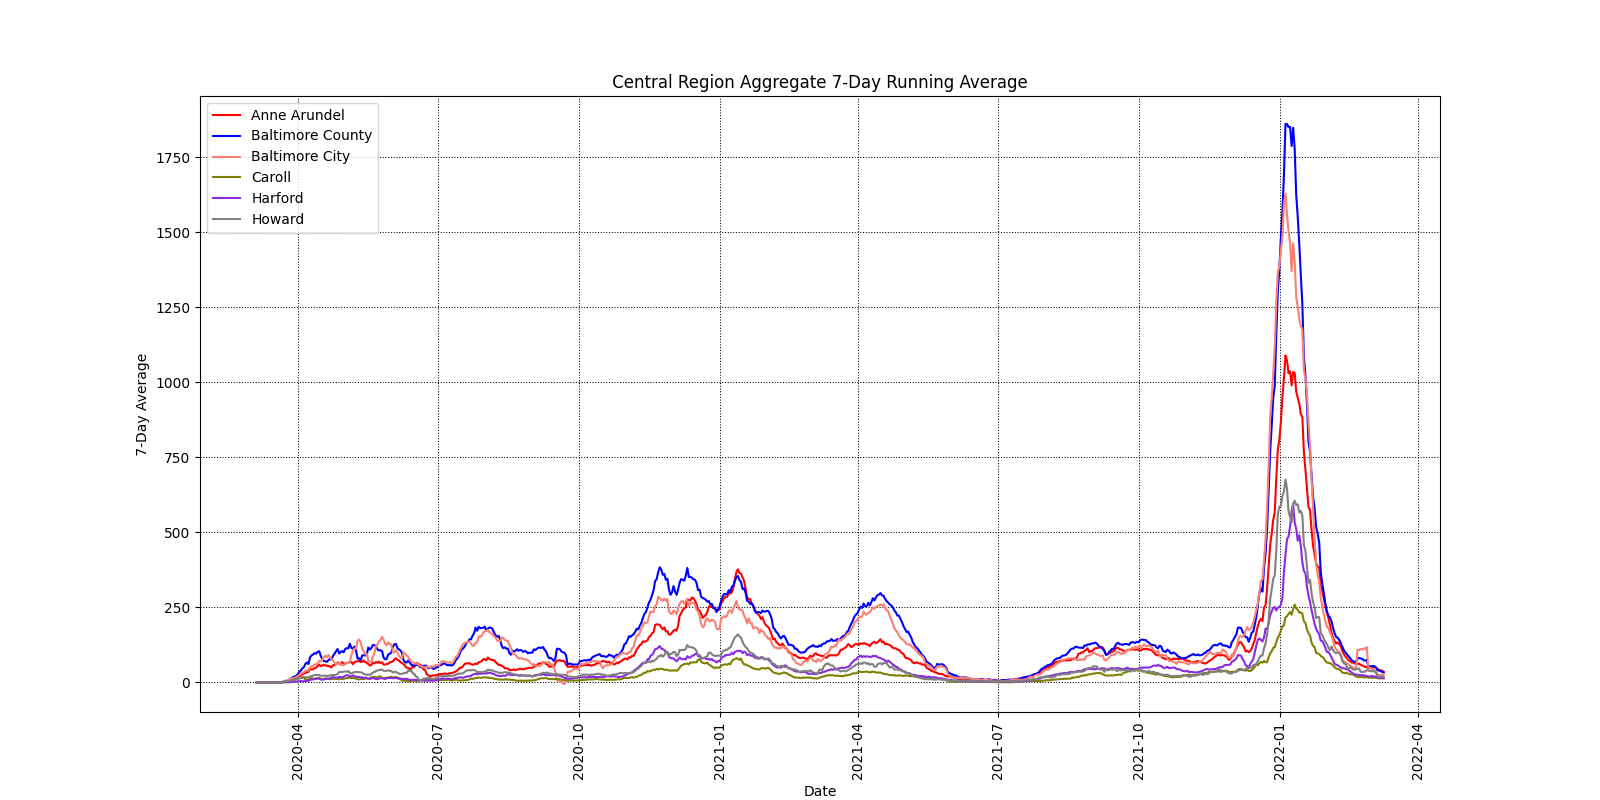 Central Region Aggregate 7-Day Running Average
Anne Arundel
Baltimore County
Baltimore City
Caroll
Harford
Howard
1750
1500
1250
1000
750
500
250
0
7-Day Average
2020-04
2020-07
2020-10
2021-01
2021-04
2021-07
2021-10
2022-01
2022-04
Date